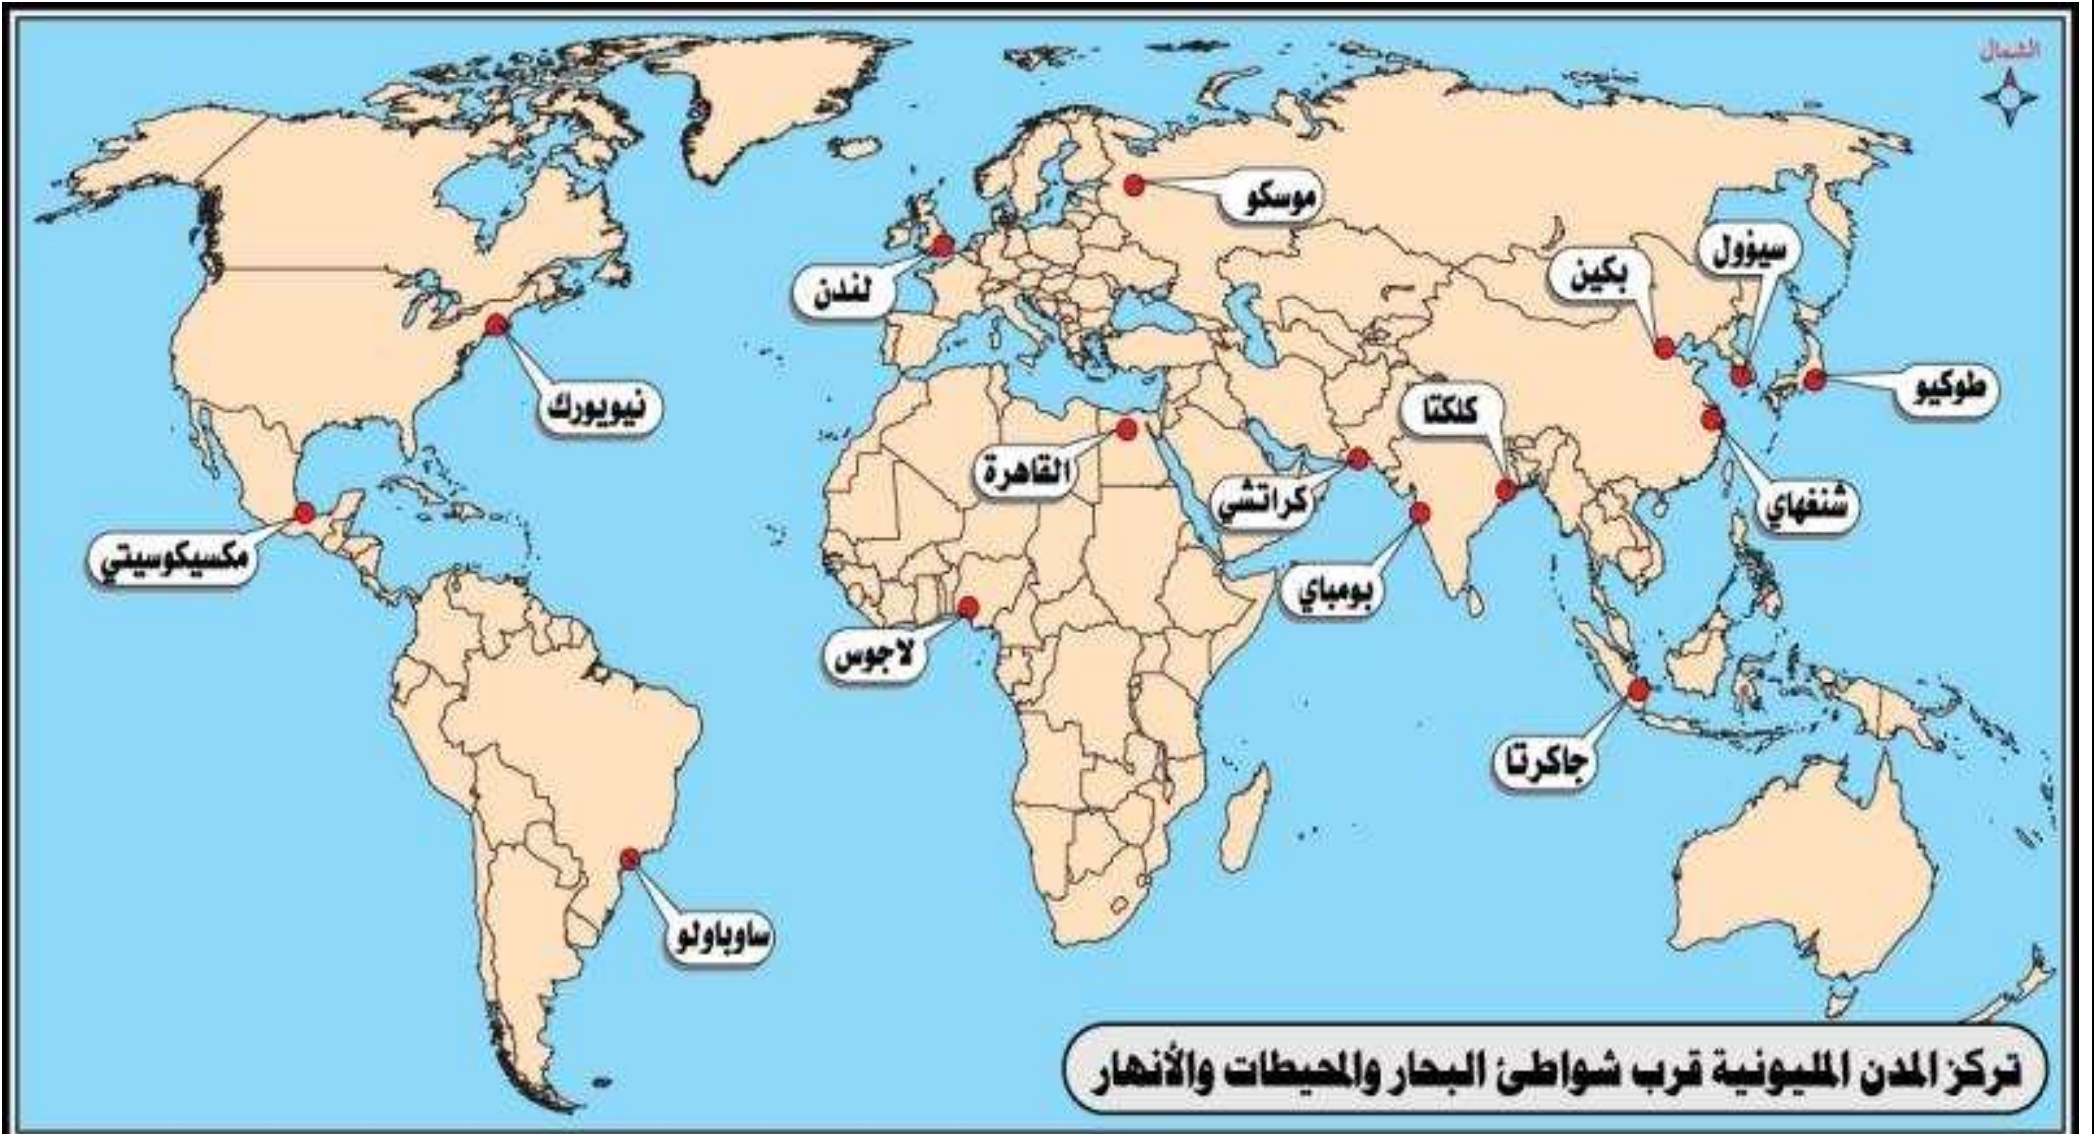 الشمال
موسكو
سيؤول
بكين
لندن
طوكيو
كلكتا
نيويورك
القاهرة
كراتشي
شنغهاي
مكسيكوسيتي
بومباي
لاجوس
جاكرتا
ساوباولو
تركز المدن المليونية قرب شواطئ البحار والمحيطات والأنهار